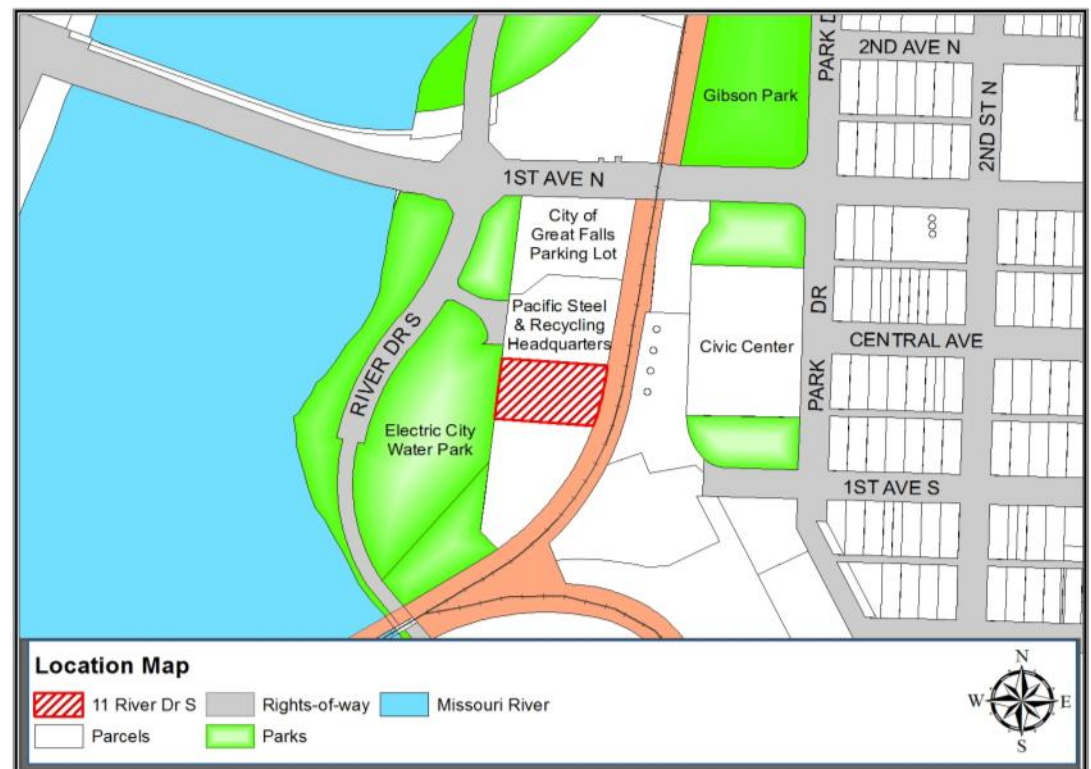 2ND AVE N
PARK D
Gibson Park
2ND ST N
1ST AVE N
City of
Great Falls
Parking Lot
Pacific Steel
& Recycling
Headquarters
DR
CENTRAL AVE
Civic Center
RIVER DR S
PARK
Electric City
Water Park
1ST AVE S
Location Map
11 River Dr S
Rights-of-way
Missouri River
Parcels
Parks
N
W
E
S